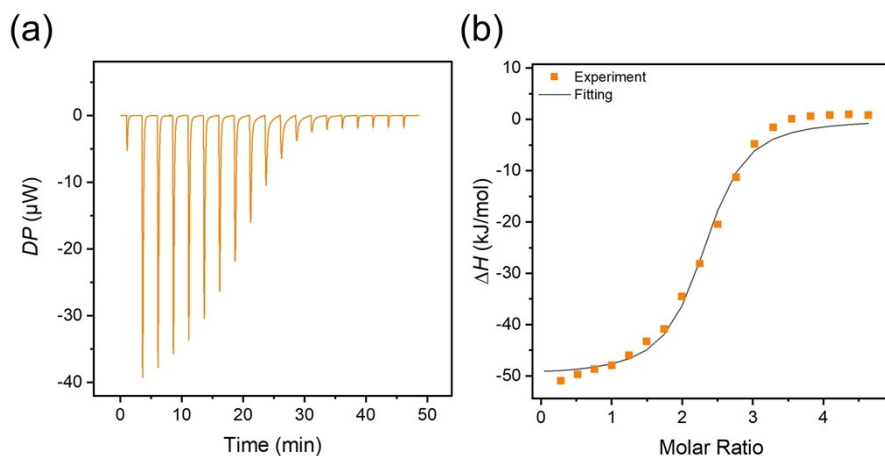 (a)
0
-10
-20
-30
-40
DP (µW)
0 10 20 30 40 50
Time (min)
(b)
Experiment
Fitting
10
0
-10
-20
-30
-40
-50
ΔH (kJ/mol)
0 1 2 3 4
Molar Ratio